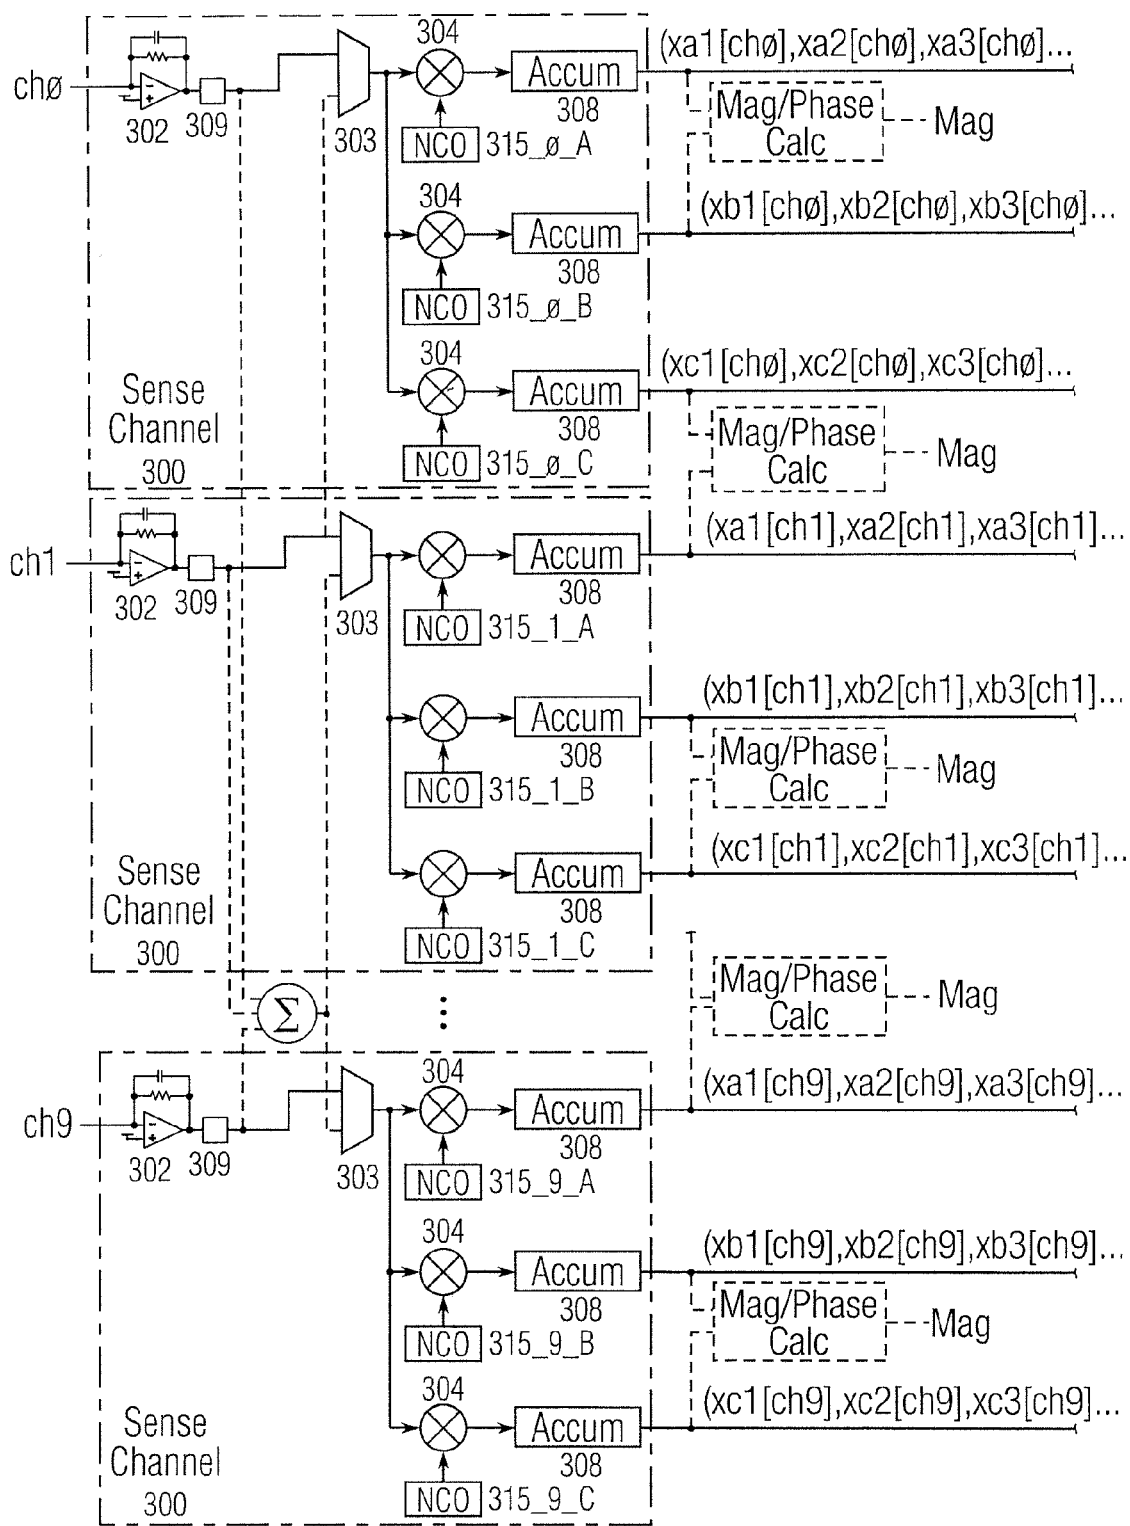 304
(xa1[chø],xa2[chø],xa3[chø]...
chø
302
309
303
Accum
308
Mag/Phase
Calc
Mag
NCO
315_ø_A
304
(xb1[chø],xb2[chø],xb3[chø]...
Accum
308
NCO
315_ø_B
304
(xc1[chø],xc2[chø],xc3[chø]...
Accum
308
Mag/Phase
Calc
Mag
NCO
315_ø_C
Sense
Channel
300
ch1
302
309
303
(xa1[ch1],xa2[ch1],xa3[ch1]...
Accum
308
NCO
315_1_A
(xb1[ch1],xb2[ch1],xb3[ch1]...
Accum
308
Mag/Phase
Calc
Mag
NCO
315_1_B
(xc1[ch1],xc2[ch1],xc3[ch1]...
Accum
308
NCO
315_1_C
Sense
Channel
300
Σ
Mag/Phase
Calc
Mag
304
(xa1[ch9],xa2[ch9],xa3[ch9]...
ch9
302
309
303
Accum
308
NCO
315_9_A
304
(xb1[ch9],xb2[ch9],xb3[ch9]...
Accum
308
Mag/Phase
Calc
Mag
NCO
315_9_B
304
(xc1[ch9],xc2[ch9],xc3[ch9]...
Accum
308
NCO
315_9_C
Sense
Channel
300